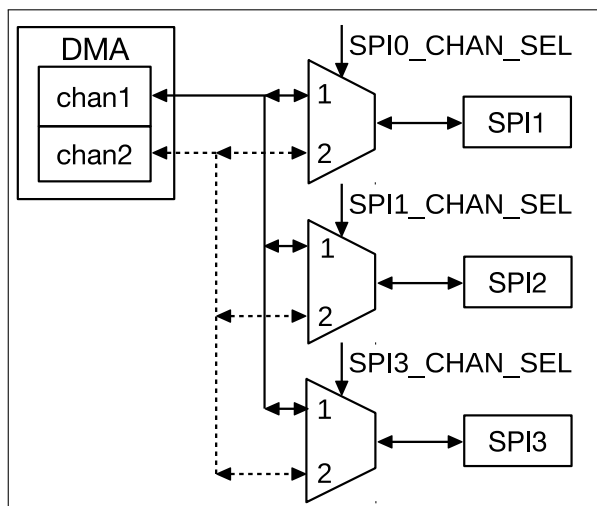 DMA
SPI0_CHAN_SEL
chan1
1
SPI1
chan2
2
SPI1_CHAN_SEL
1
SPI2
2
SPI3_CHAN_SEL
1
SPI3
2